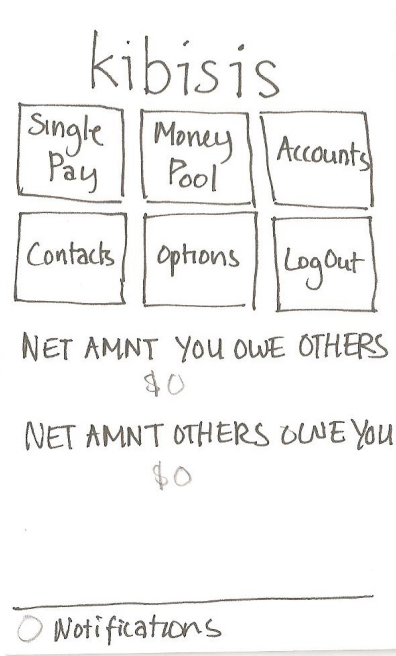 kibisis
Single
Pay
Money
Pool
Accounts
Contacts
Options
LogOut
NET AMNT YOU OWE OTHERS
$0
NET AMNT OTHERS OWE YOU
$0
Notifications